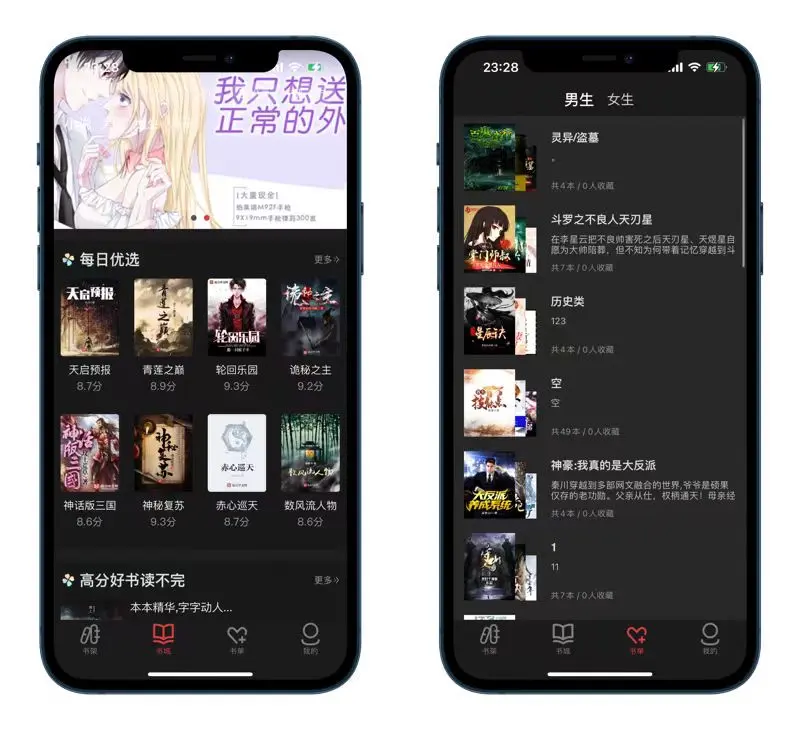 我只想送
正常的外
[大量现金]
9X19mm手枪弹药300盒
每日优选
更多
天启预报
青莲之巅
轮回乐园
诡秘之主
天启预报
青莲之巅
轮回乐园
诡秘之主
8.7分
8.9分
9.3分
9.2分
神话版三国
神秘复苏
赤心巡天
数风流人物
神话版三国
神秘复苏
赤心巡天
数风流人物
8.6分
9.3分
8.7分
8.6分
高分好书读不完
更多
本本精华,字字动人...
书架
书城
书单
我的
23:28
男生
女生
灵异/盗墓
。
共4本 / 0人收藏
掌门师叔
斗罗之不良人天刃星
在李星云把不良帅害死之后天刃星、天煜星自
愿为大帅陪葬，但不知为何带着记忆穿越到斗
共7本 / 0人收藏
历史类
123
共4本 / 0人收藏
空
空
共49本 / 0人收藏
大反派
养成系统
神豪:我真的是大反派
秦川穿越到多部网文融合的世界,爷爷是硕果
仅存的老功勋。父亲从仕，权柄通天！母亲经
共4本 / 0人收藏
1
11
共7本 / 0人收藏
书架
书城
书单
我的